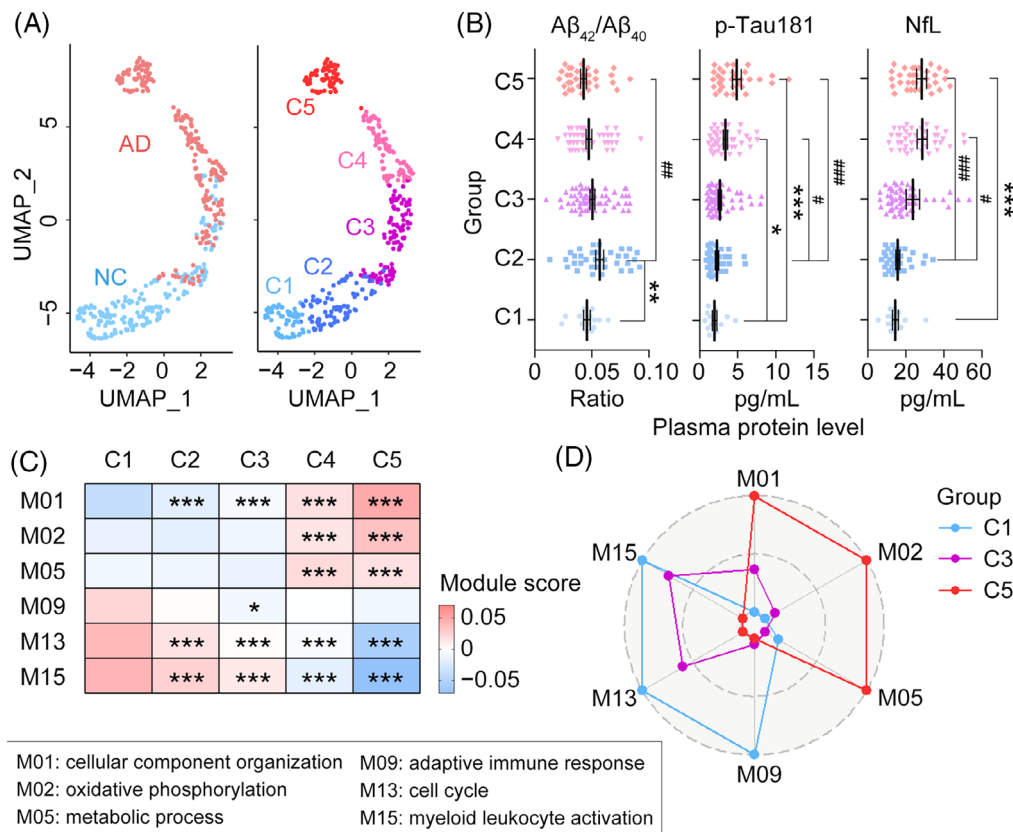 (A)
AD
NC
C5
C4
C3
C2
C1
5
0
−5
UMAP_2
−4 −2 0 2
UMAP_1
−4 −2 0 2
UMAP_1
(B)
Aβ42/Aβ40
p-Tau181
NfL
Group
C5
C4
C3
C2
C1
##
**
*
***
#
###
###
#
***
0 0.05 0.10
Ratio
0 5 10 15
pg/mL
0 20 40 60
pg/mL
Plasma protein level
(C)
C1 C2 C3 C4 C5
M01 *** *** *** ***
M02 *** ***
M05 *** ***
M09 *
M13 *** *** *** ***
M15 *** *** *** ***
Module score
0.05
0
−0.05
(D)
M01
M02
M05
M09
M13
M15
Group
C1
C3
C5
M01: cellular component organization
M02: oxidative phosphorylation
M05: metabolic process
M09: adaptive immune response
M13: cell cycle
M15: myeloid leukocyte activation